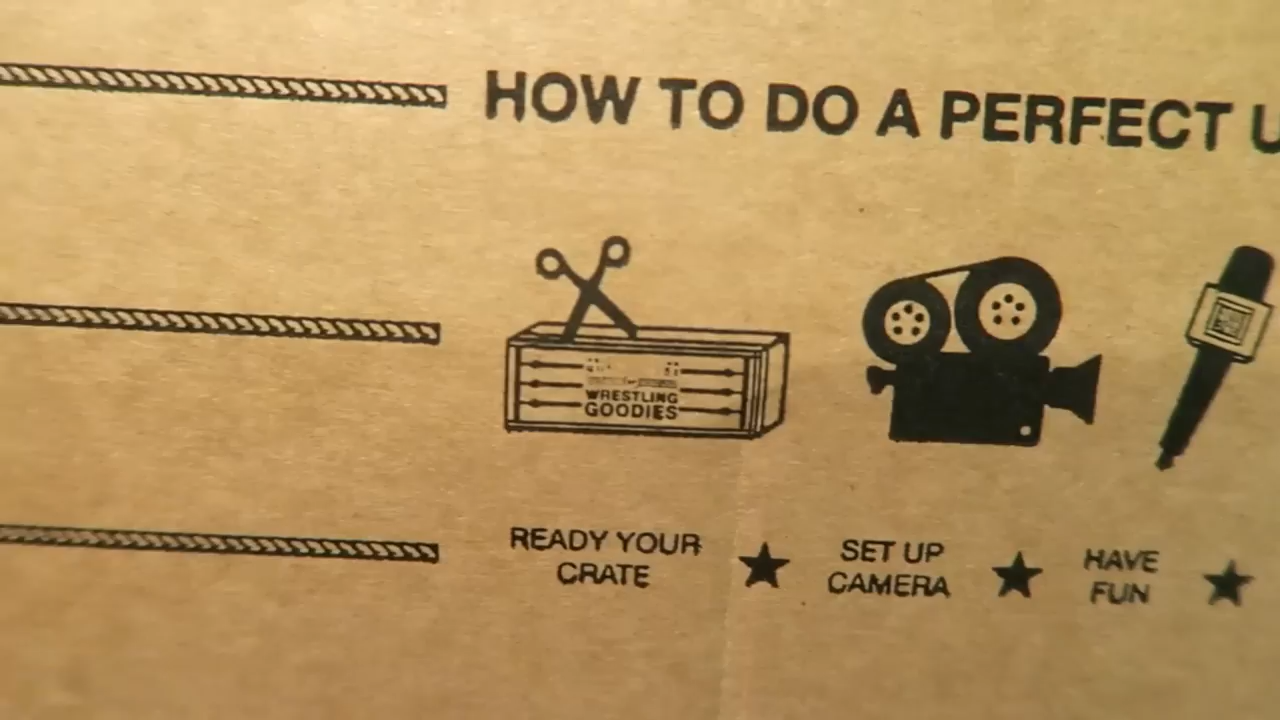 HOW TO DO A PERFECT U
WRESTLING
GOODIES
READY YOUR
CRATE
SET UP
CAMERA
HAVE
FUN